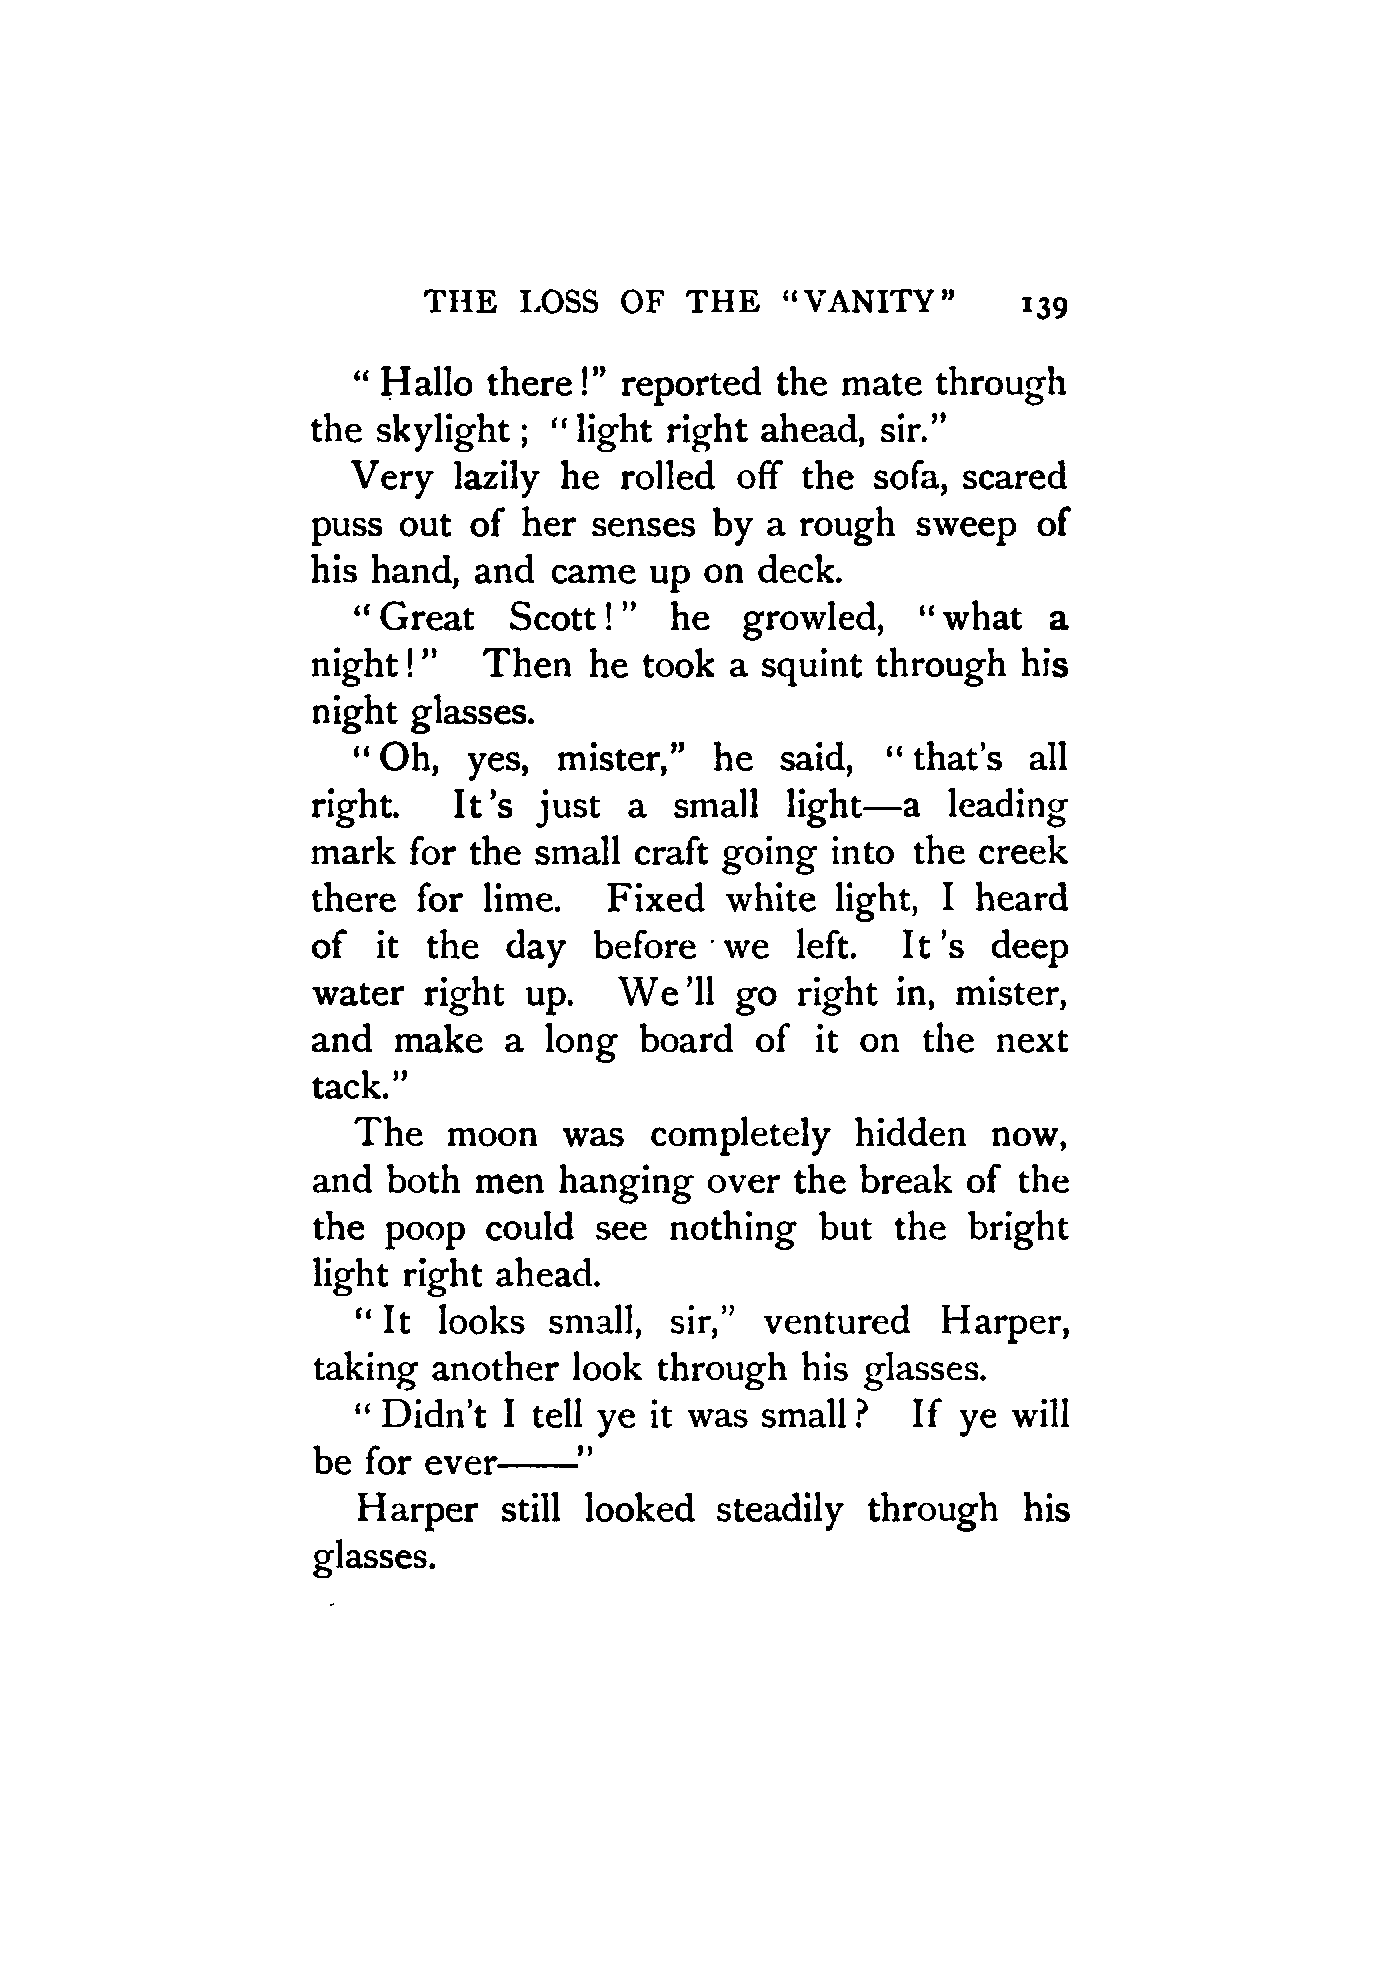 THE LOSS OF THE "VANITY" 139
"Hallo there!" reported the mate through
the skylight; "light right ahead, sir."
Very lazily he rolled off the sofa, scared
puss out of her senses by a rough sweep of
his hand, and came up on deck.
"Great Scott!" he growled, "what a
night!" Then he took a squint through his
night glasses.
"Oh, yes, mister," he said, "that's all
right. It's just a small light—a leading
mark for the small craft going into the creek
there for lime. Fixed white light, I heard
of it the day before we left. It's deep
water right up. We'll go right in, mister,
and make a long board of it on the next
tack."
The moon was completely hidden now,
and both men hanging over the break of the
the poop could see nothing but the bright
light right ahead.
"It looks small, sir," ventured Harper,
taking another look through his glasses.
"Didn't I tell ye it was small? If ye will
be for ever——"
Harper still looked steadily through his
glasses.